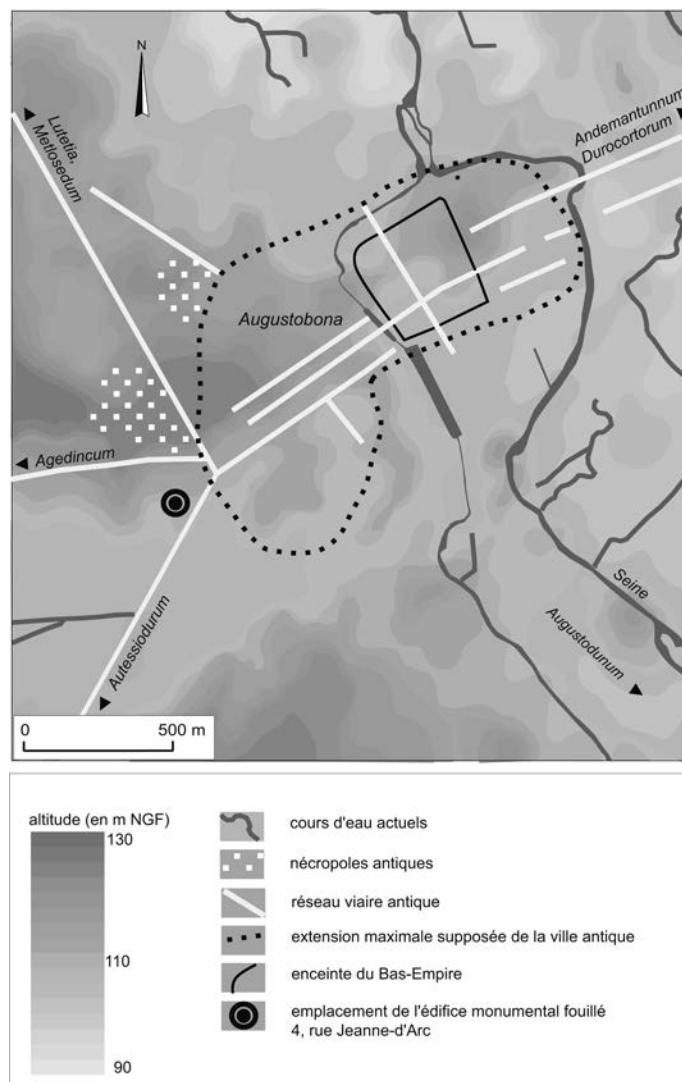 N
Lutetia,
Metlosedum
Andemantunnum
Durocortorum
Augustobona
Agedincum
Autessiodurum
Seine
Augustodunum
0 500 m
altitude (en m NGF)
130
110
90
cours d'eau actuels
nécropoles antiques
réseau viaire antique
extension maximale supposée de la ville antique
enceinte du Bas-Empire
emplacement de l'édifice monumental fouillé
4, rue Jeanne-d'Arc